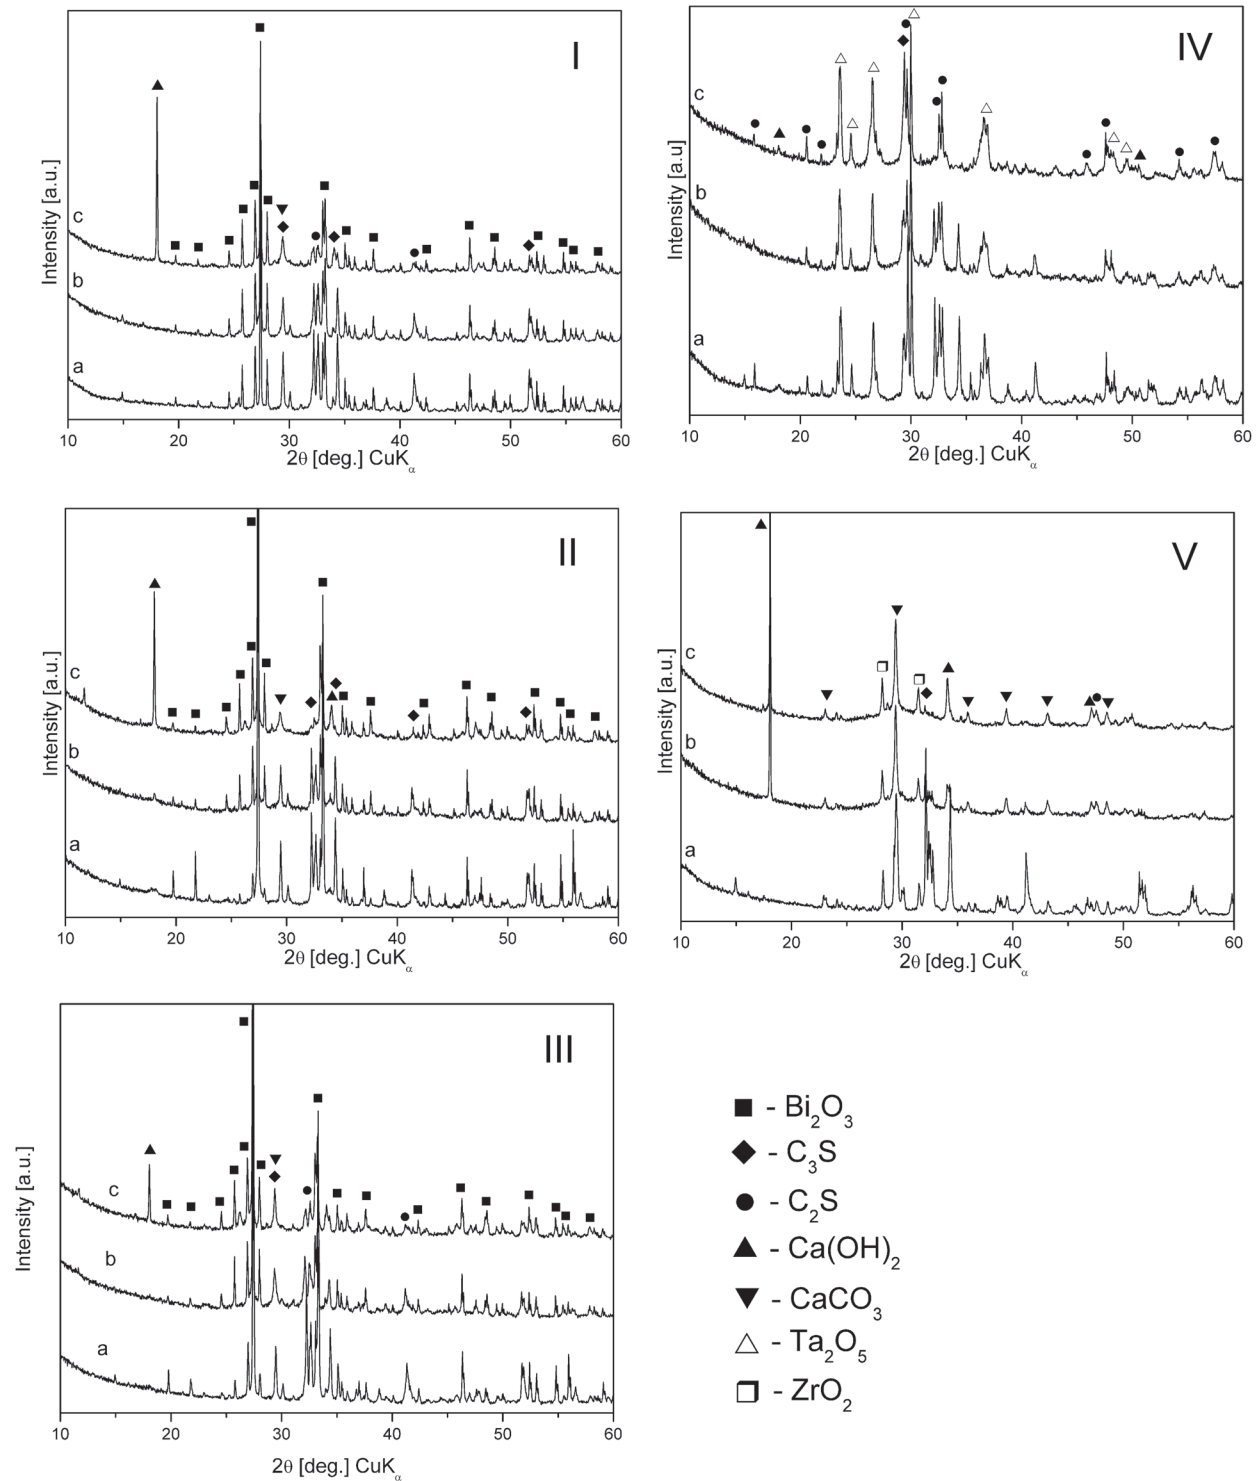 I
Intensity [a.u.]
c
b
a
10 20 30 40 50 60
2θ [deg.] CuKα
IV
Intensity [a.u]
c
b
a
10 20 30 40 50 60
2θ [deg.] CuKα
II
Intensity [a.u.]
c
b
a
10 20 30 40 50 60
2θ [deg.] CuKα
V
Intensity [a.u.]
c
b
a
10 20 30 40 50 60
2θ [deg.] CuKα
III
Intensity [a.u.]
c
b
a
10 20 30 40 50 60
2θ [deg.] CuKα
■ - Bi₂O₃
◆ - C₃S
● - C₂S
▲ - Ca(OH)₂
▼ - CaCO₃
△ - Ta₂O₅
❒ - ZrO₂